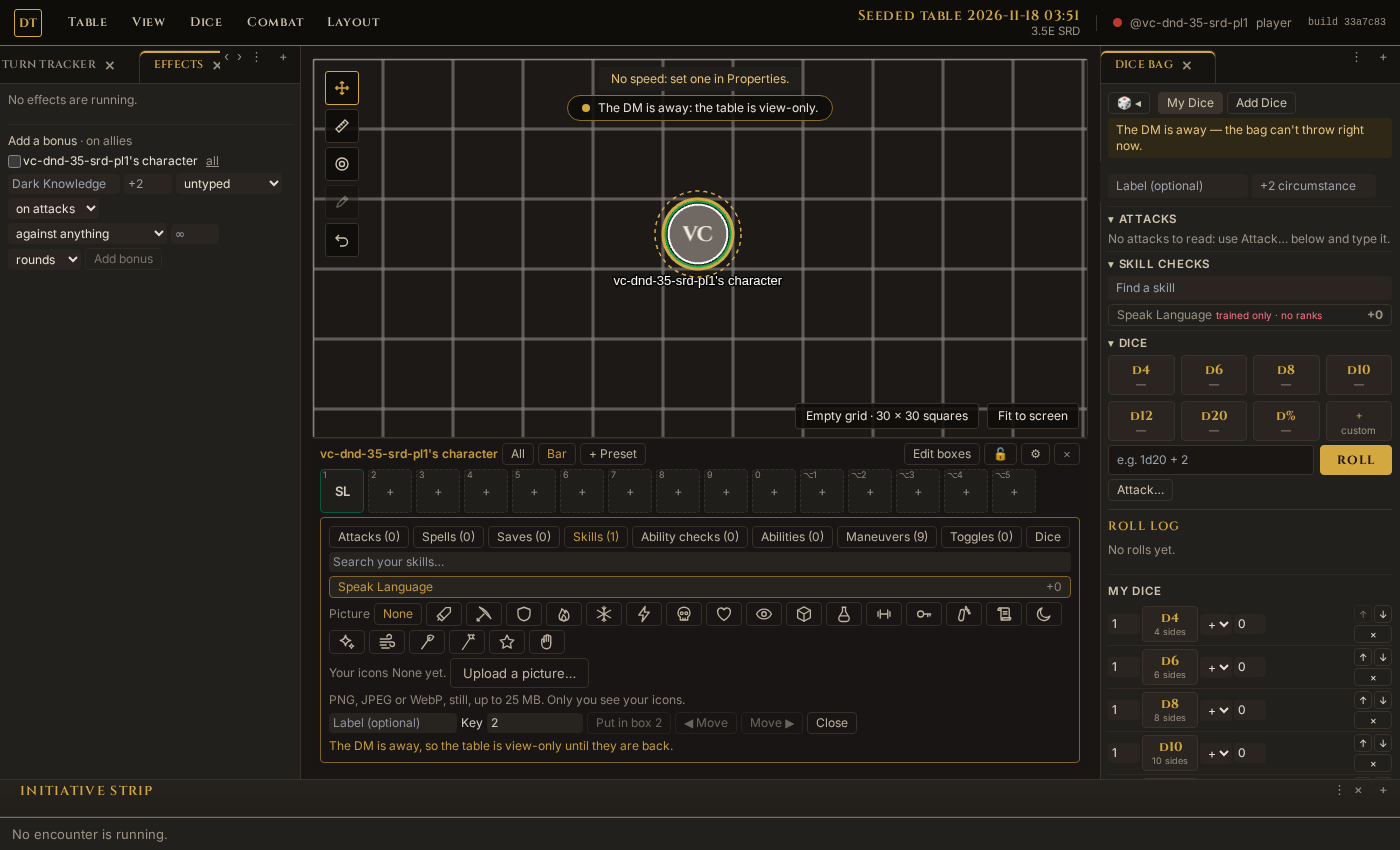 DT Table View Dice Combat Layout Seeded Table 2026-11-18 03:51 @vc-dnd-35-srd-pl1 player build 33a7c83
3.5E SRD
Turn Tracker × Effects × ‹ › ⋮ +
No effects are running.
Add a bonus · on allies
vc-dnd-35-srd-pl1's character all
Dark Knowledge +2 untyped
on attacks
against anything ∞
rounds Add bonus
No speed: set one in Properties.
The DM is away: the table is view-only.
VC
vc-dnd-35-srd-pl1's character
Empty grid · 30 × 30 squares Fit to screen
vc-dnd-35-srd-pl1's character All Bar + Preset Edit boxes ×
1 2 3 4 5 6 7 8 9 0 ⌥1 ⌥2 ⌥3 ⌥4 ⌥5
SL + + + + + + + + + + + + + +
Attacks (0) Spells (0) Saves (0) Skills (1) Ability checks (0) Abilities (0) Maneuvers (9) Toggles (0) Dice
Search your skills...
Speak Language +0
Picture None
Your icons None yet. Upload a picture...
PNG, JPEG or WebP, still, up to 25 MB. Only you see your icons.
Label (optional) Key 2 Put in box 2 ◀ Move Move ▶ Close
The DM is away, so the table is view-only until they are back.
Dice Bag × ⋮ +
My Dice Add Dice
The DM is away — the bag can't throw right
now.
Label (optional) +2 circumstance
▾ ATTACKS
No attacks to read: use Attack... below and type it.
▾ SKILL CHECKS
Find a skill
Speak Language trained only · no ranks +0
▾ DICE
D4 D6 D8 D10
— — — —
D12 D20 D% +
— — — custom
e.g. 1d20 + 2 ROLL
Attack...
Roll Log
No rolls yet.
MY DICE
1 D4 + 0 ↑ ↓
4 sides ×
1 D6 + 0 ↑ ↓
6 sides ×
1 D8 + 0 ↑ ↓
8 sides ×
1 D10 + 0 ↑ ↓
10 sides ×
Initiative Strip ⋮ × +
No encounter is running.